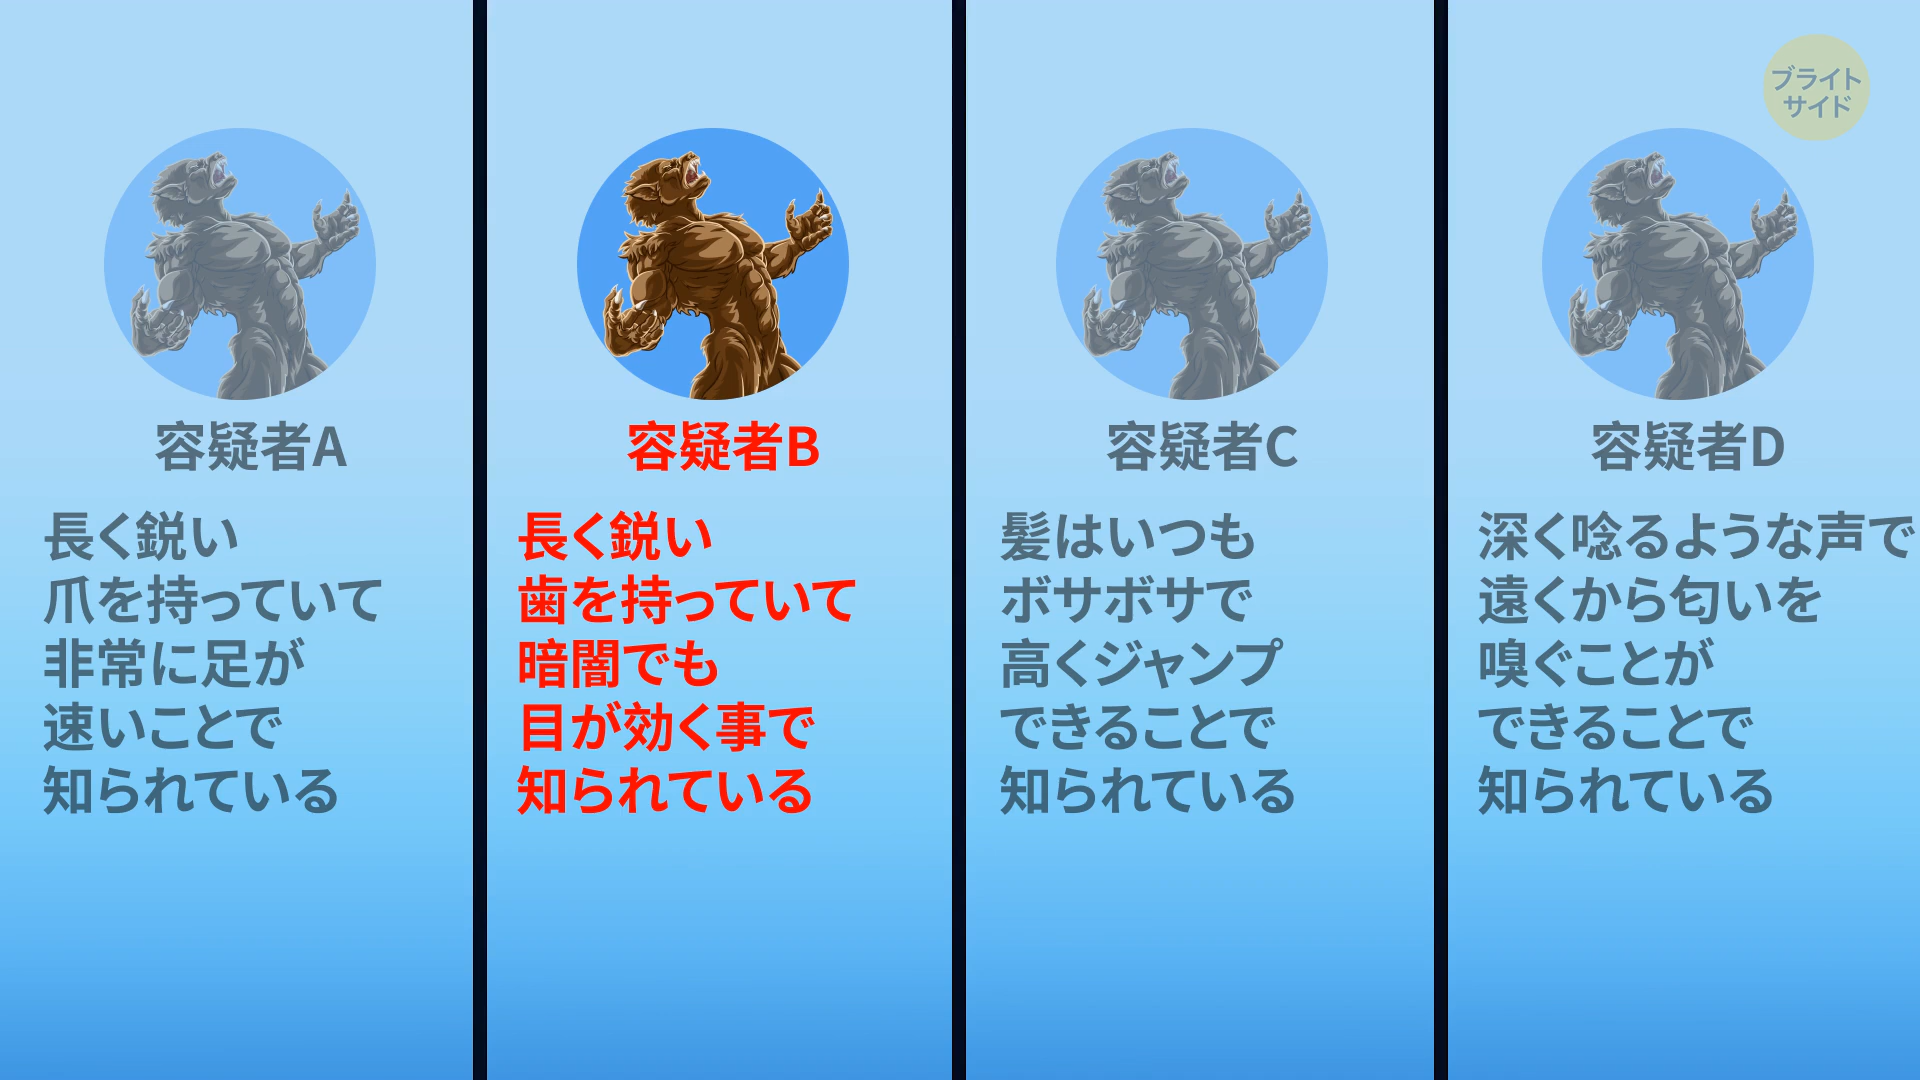 ブライト
サイド
容疑者A
長く鋭い
爪を持っていて
非常に足が
速いことで
知られている
容疑者B
長く鋭い
歯を持っていて
暗闇でも
目が効く事で
知られている
容疑者C
髪はいつも
ボサボサで
高くジャンプ
できることで
知られている
容疑者D
深く唸るような声で
遠くから匂いを
嗅ぐことが
できることで
知られている